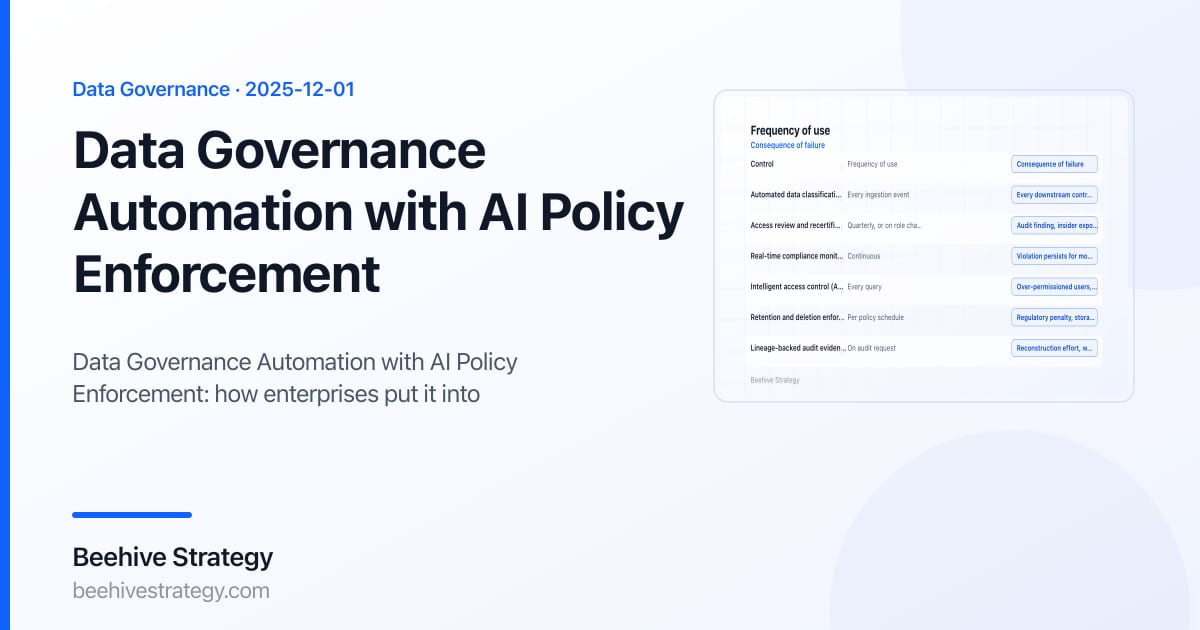 Data Governance · 2025-12-01
Data Governance
Automation with AI Policy
Enforcement
Data Governance Automation with AI Policy
Enforcement: how enterprises put it into
Beehive Strategy
beehivestrategy.com
Frequency of use
Consequence of failure
Control Frequency of use Consequence of failure
Automated data classificati... Every ingestion event Every downstream contr...
Access review and recertifi... Quarterly, or on role cha... Audit finding, insider expo...
Real-time compliance monit... Continuous Violation persists for mo...
Intelligent access control (A... Every query Over-permissioned users,...
Retention and deletion enfor... Per policy schedule Regulatory penalty, stora...
Lineage-backed audit eviden... On audit request Reconstruction effort, w...
Beehive Strategy